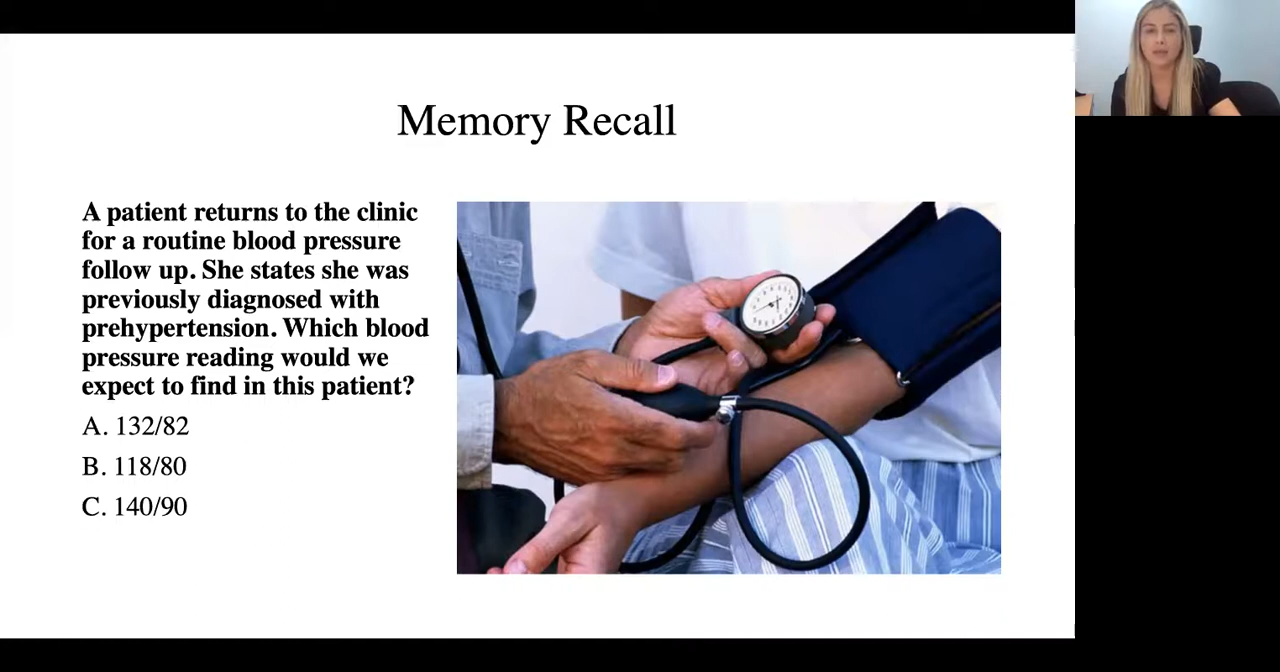 Memory Recall
A patient returns to the clinic
for a routine blood pressure
follow up. She states she was
previously diagnosed with
prehypertension. Which blood
pressure reading would we
expect to find in this patient?
A. 132/82
B. 118/80
C. 140/90